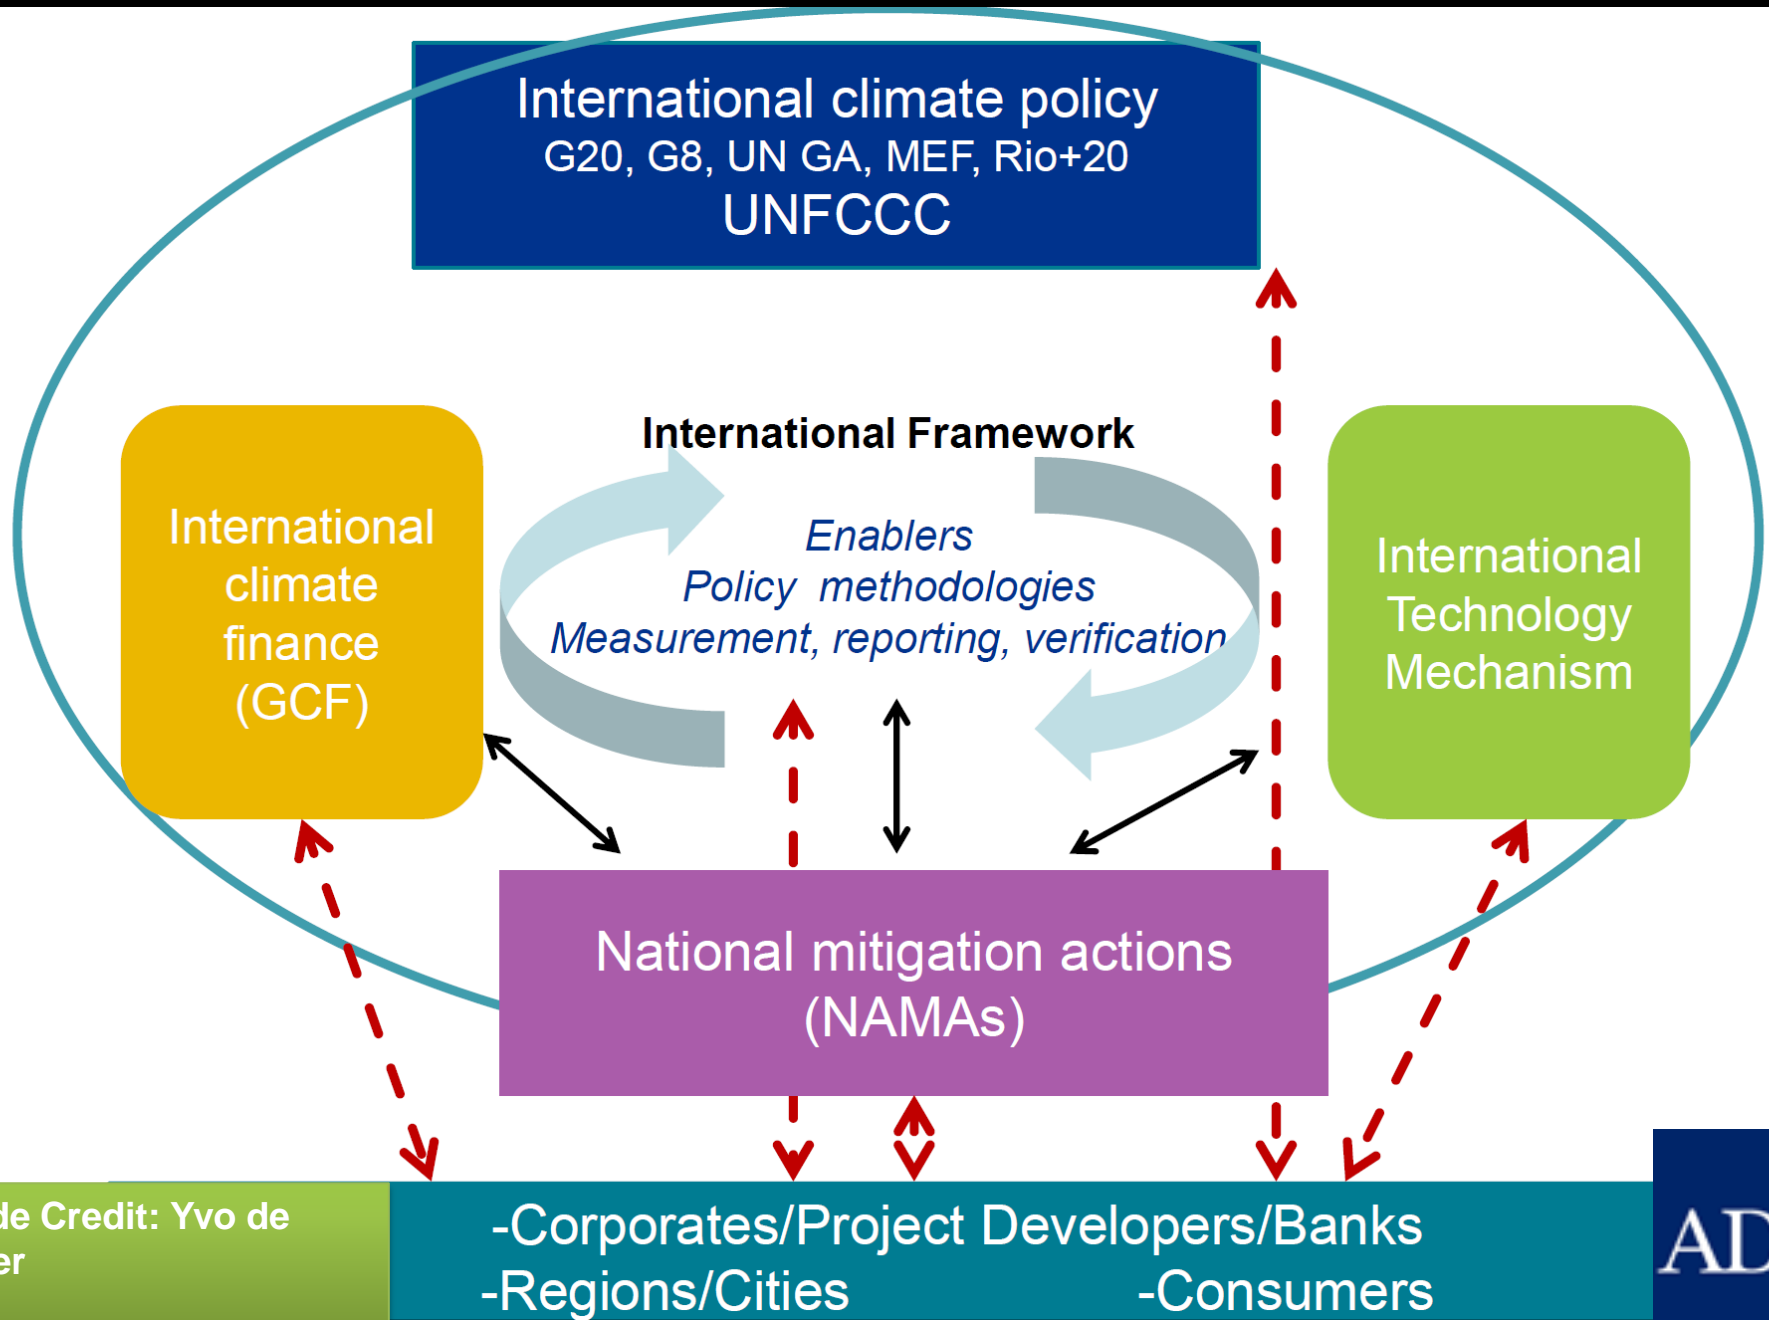 International climate policy
G20, G8, UN GA, MEF, Rio+20
UNFCCC
International Framework
International
climate
finance
(GCF)
Enablers
Policy methodologies
Measurement, reporting, verification
International
Technology
Mechanism
National mitigation actions
(NAMAs)
de Credit: Yvo de
er
-Corporates/Project Developers/Banks
-Regions/Cities -Consumers
AD